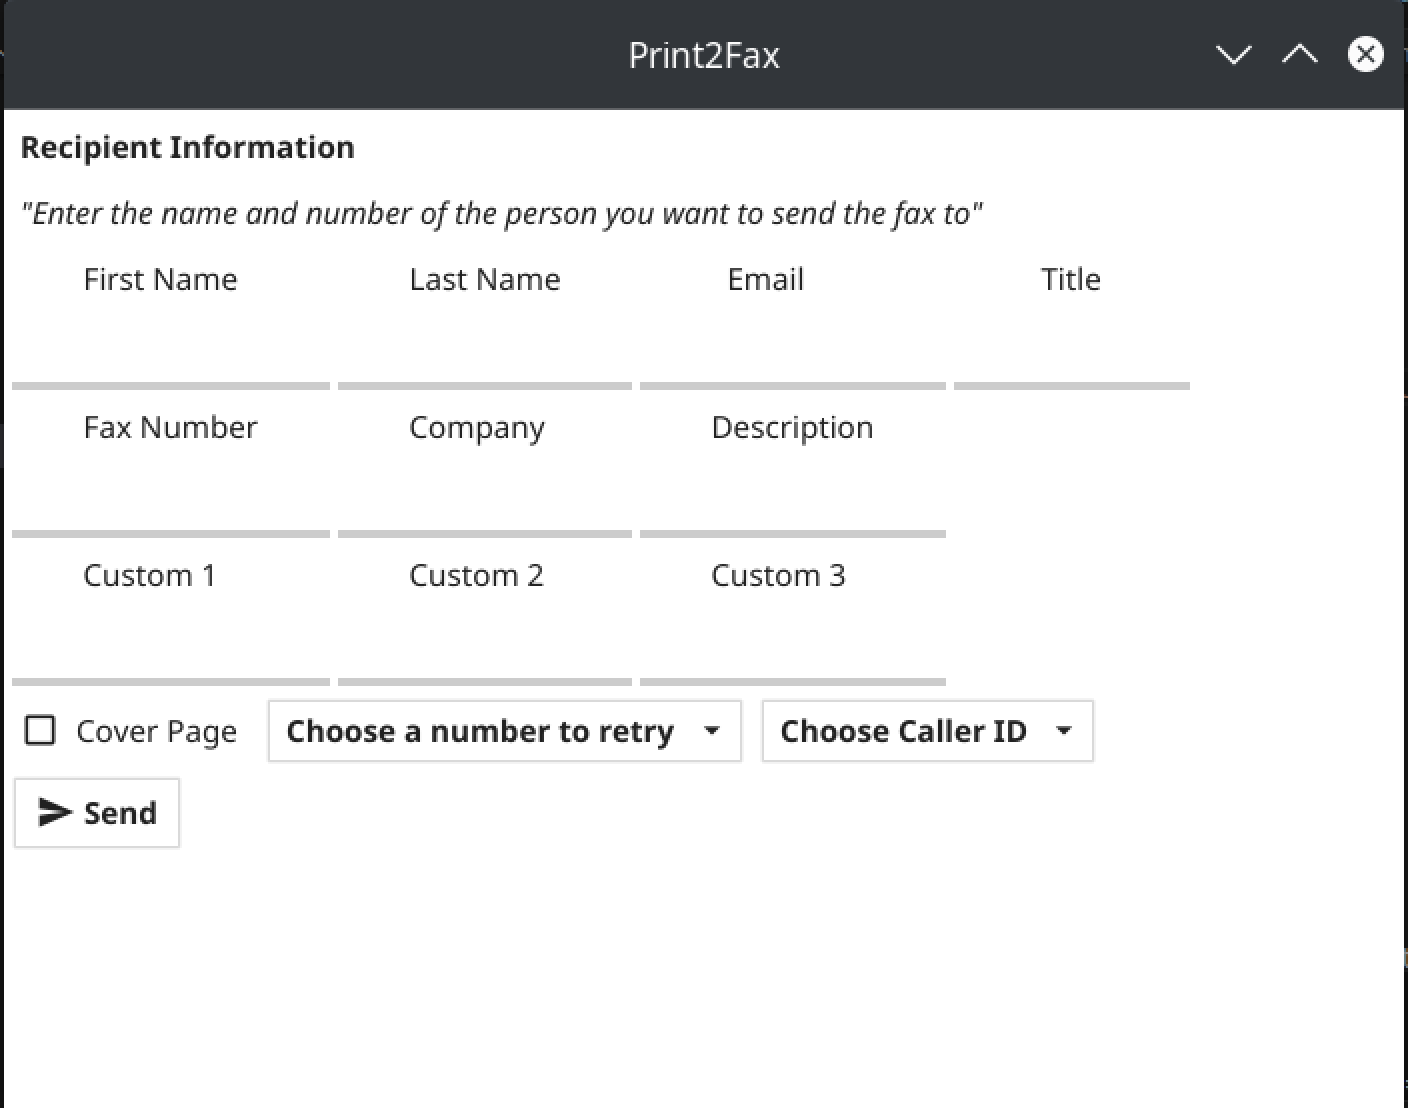 Print2Fax
Recipient Information
"Enter the name and number of the person you want to send the fax to"
First Name Last Name Email Title
Fax Number Company Description
Custom 1 Custom 2 Custom 3
Cover Page Choose a number to retry Choose Caller ID
Send